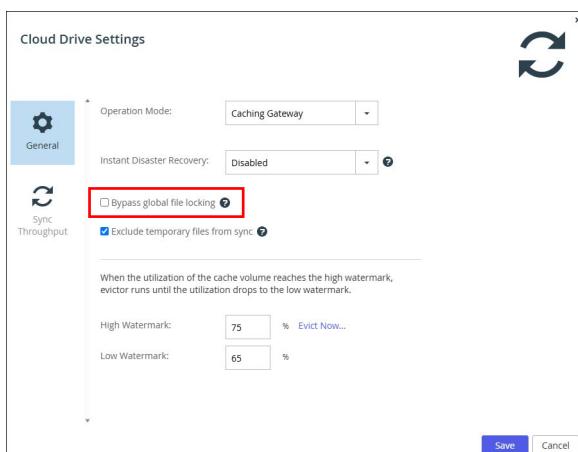 Cloud Drive Settings
General
Sync
Throughput
Operation Mode: Caching Gateway
Instant Disaster Recovery: Disabled
Bypass global file locking
Exclude temporary files from sync
When the utilization of the cache volume reaches the high watermark,
evictor runs until the utilization drops to the low watermark.
High Watermark: 75 % Evict Now...
Low Watermark: 65 %
Save Cancel